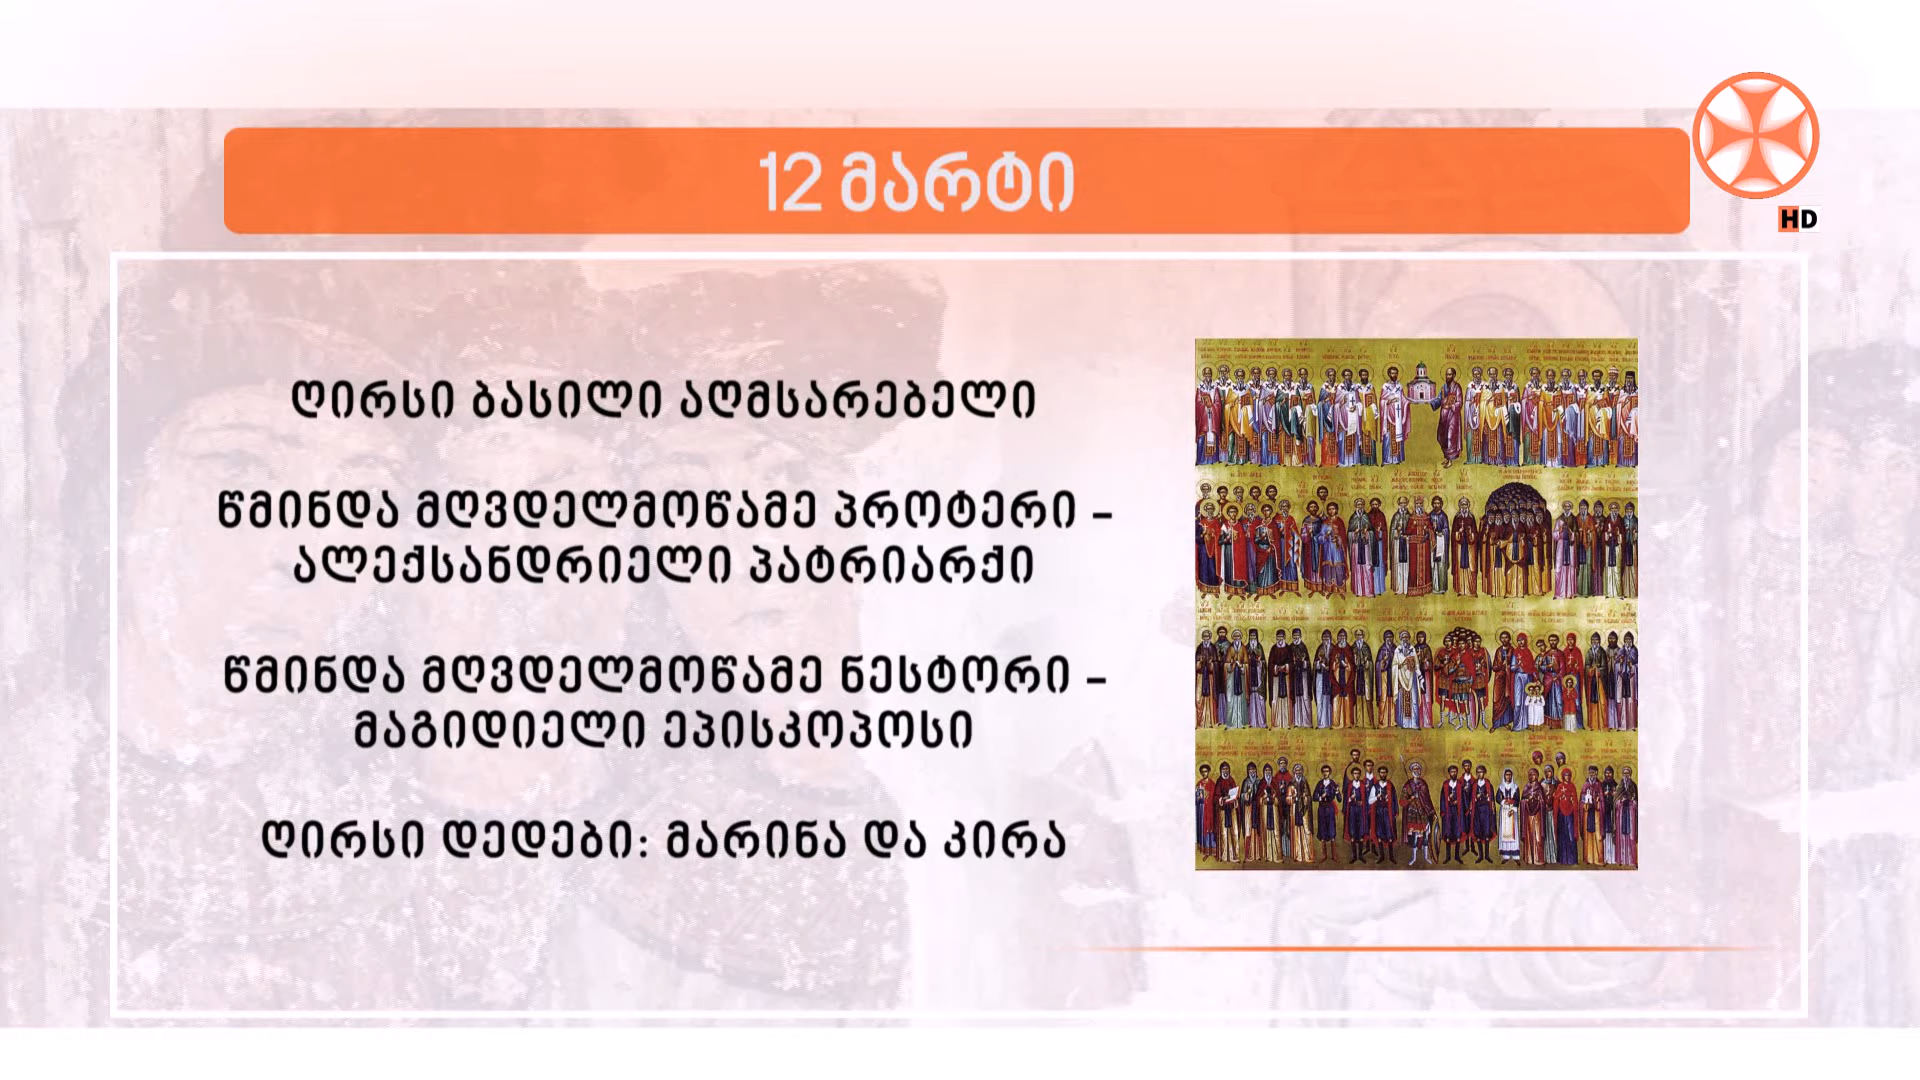 12 მარტი
HD
ღირსი ბასილი აღმსარებელი
წმინდა მღვდელმოწამე პროტერი –
ალექსანდრიელი პატრიარქი
წმინდა მღვდელმოწამე ნესტორი –
მაგიდიელი ეპისკოპოსი
ღირსი დედები: მარინა და კირა